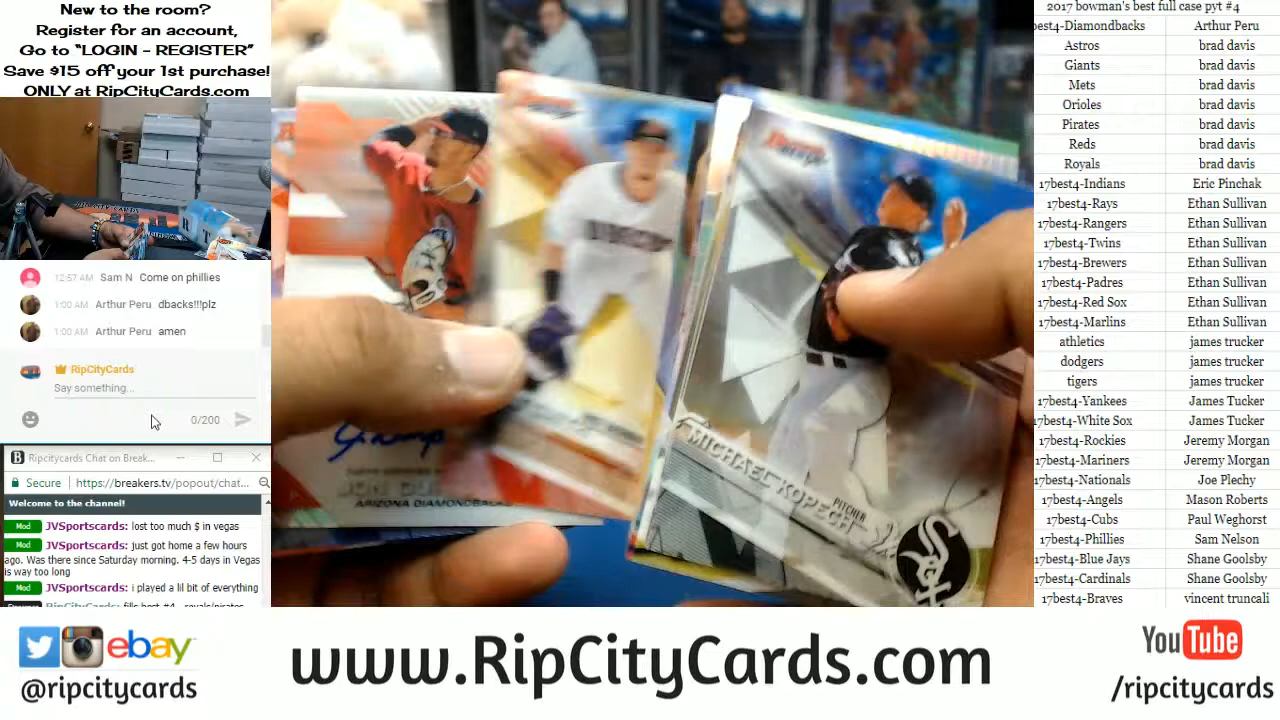 New to the room?
Register for an account,
Go to “LOGIN - REGISTER”
Save $15 off your 1st purchase!
ONLY at RipCityCards.com
12:57 AM Sam N Come on phillies
1:00 AM Arthur Peru dbacks!!!plz
1:00 AM Arthur Peru amen
RipCityCards
Say something...
0/200
Ripcitycards Chat on Break...
Secure https://breakers.tv/popout/chat...
Welcome to the channel!
Mod JVSportscards: lost too much $ in vegas
Mod JVSportscards: just got home a few hours
ago. Was there since Saturday morning. 4-5 days in Vegas
is way too long
Mod JVSportscards: i played a lil bit of everything
RipCityCards:
ARIZONA DIAMONDBACKS
MICHAEL KOPECH
PITCHER
2017 bowman's best full case pyt #4
best4-Diamondbacks Arthur Peru
Astros brad davis
Giants brad davis
Mets brad davis
Orioles brad davis
Pirates brad davis
Reds brad davis
Royals brad davis
17best4-Indians Eric Pinchak
17best4-Rays Ethan Sullivan
17best4-Rangers Ethan Sullivan
17best4-Twins Ethan Sullivan
17best4-Brewers Ethan Sullivan
17best4-Padres Ethan Sullivan
17best4-Red Sox Ethan Sullivan
17best4-Marlins Ethan Sullivan
athletics james trucker
dodgers james trucker
tigers james trucker
17best4-Yankees James Tucker
17best4-White Sox James Tucker
17best4-Rockies Jeremy Morgan
17best4-Mariners Jeremy Morgan
17best4-Nationals Joe Plechy
17best4-Angels Mason Roberts
17best4-Cubs Paul Weghorst
17best4-Phillies Sam Nelson
17best4-Blue Jays Shane Goolsby
17best4-Cardinals Shane Goolsby
17best4-Braves vincent truncali
ebay
@ripcitycards
www.RipCityCards.com
YouTube
/ripcitycards